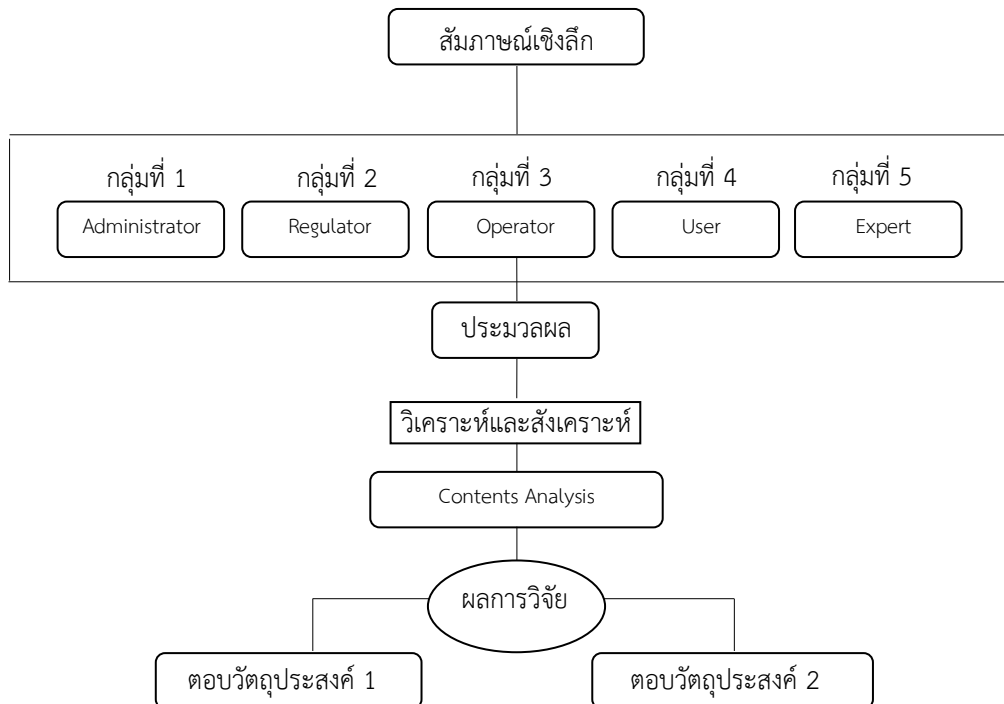 สัมภาษณ์เชิงลึก
กลุ่มที่ 1 กลุ่มที่ 2 กลุ่มที่ 3 กลุ่มที่ 4 กลุ่มที่ 5
Administrator Regulator Operator User Expert
ประมวลผล
วิเคราะห์และสังเคราะห์
Contents Analysis
ผลการวิจัย
ตอบวัตถุประสงค์ 1 ตอบวัตถุประสงค์ 2